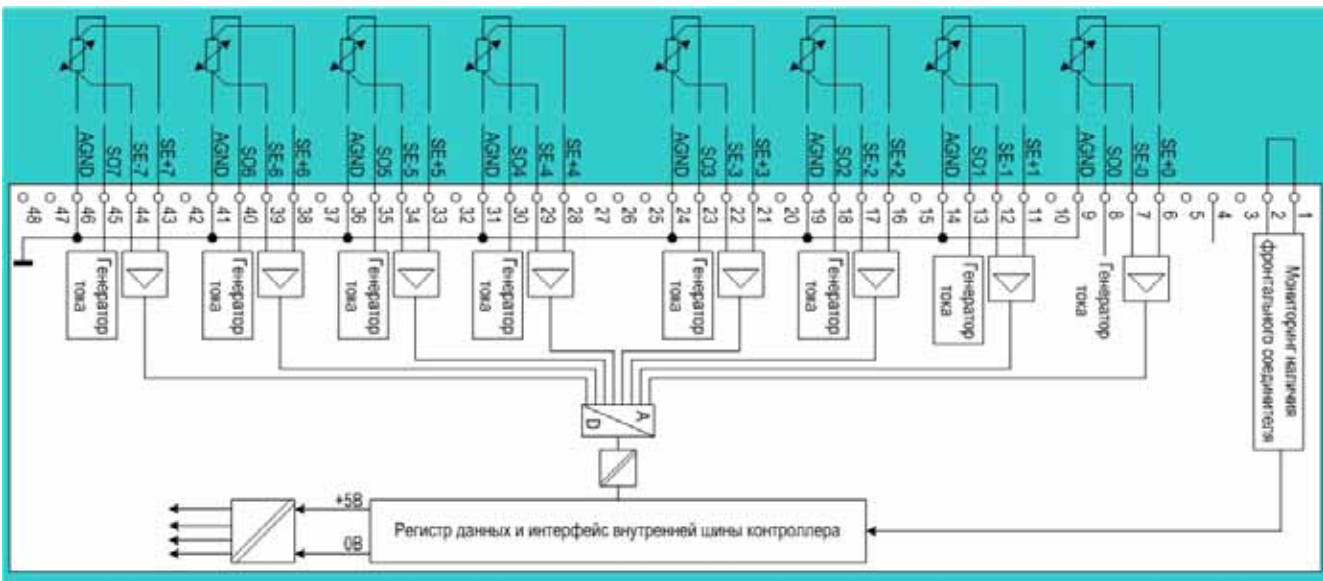 AGND
SO7
SE-7
SE+7
AGND
SO6
SE-6
SE+6
AGND
SO5
SE-5
SE+5
AGND
SO4
SE-4
SE+4
AGND
SO3
SE-3
SE+3
AGND
SO2
SE-2
SE+2
AGND
SO1
SE-1
SE+1
AGND
SO0
SE-0
SE+0
48
47
46
45
44
43
42
41
40
39
38
37
36
35
34
33
32
31
30
29
28
27
26
25
24
23
22
21
20
19
18
17
16
15
14
13
12
11
10
9
8
7
6
5
4
3
2
1
Генератор
тока
Генератор
тока
Генератор
тока
Генератор
тока
Генератор
тока
Генератор
тока
Генератор
тока
Генератор
тока
Мониторинг наличия
фронтального соединителя
A
D
+5В
0В
Регистр данных и интерфейс внутренней шины контроллера